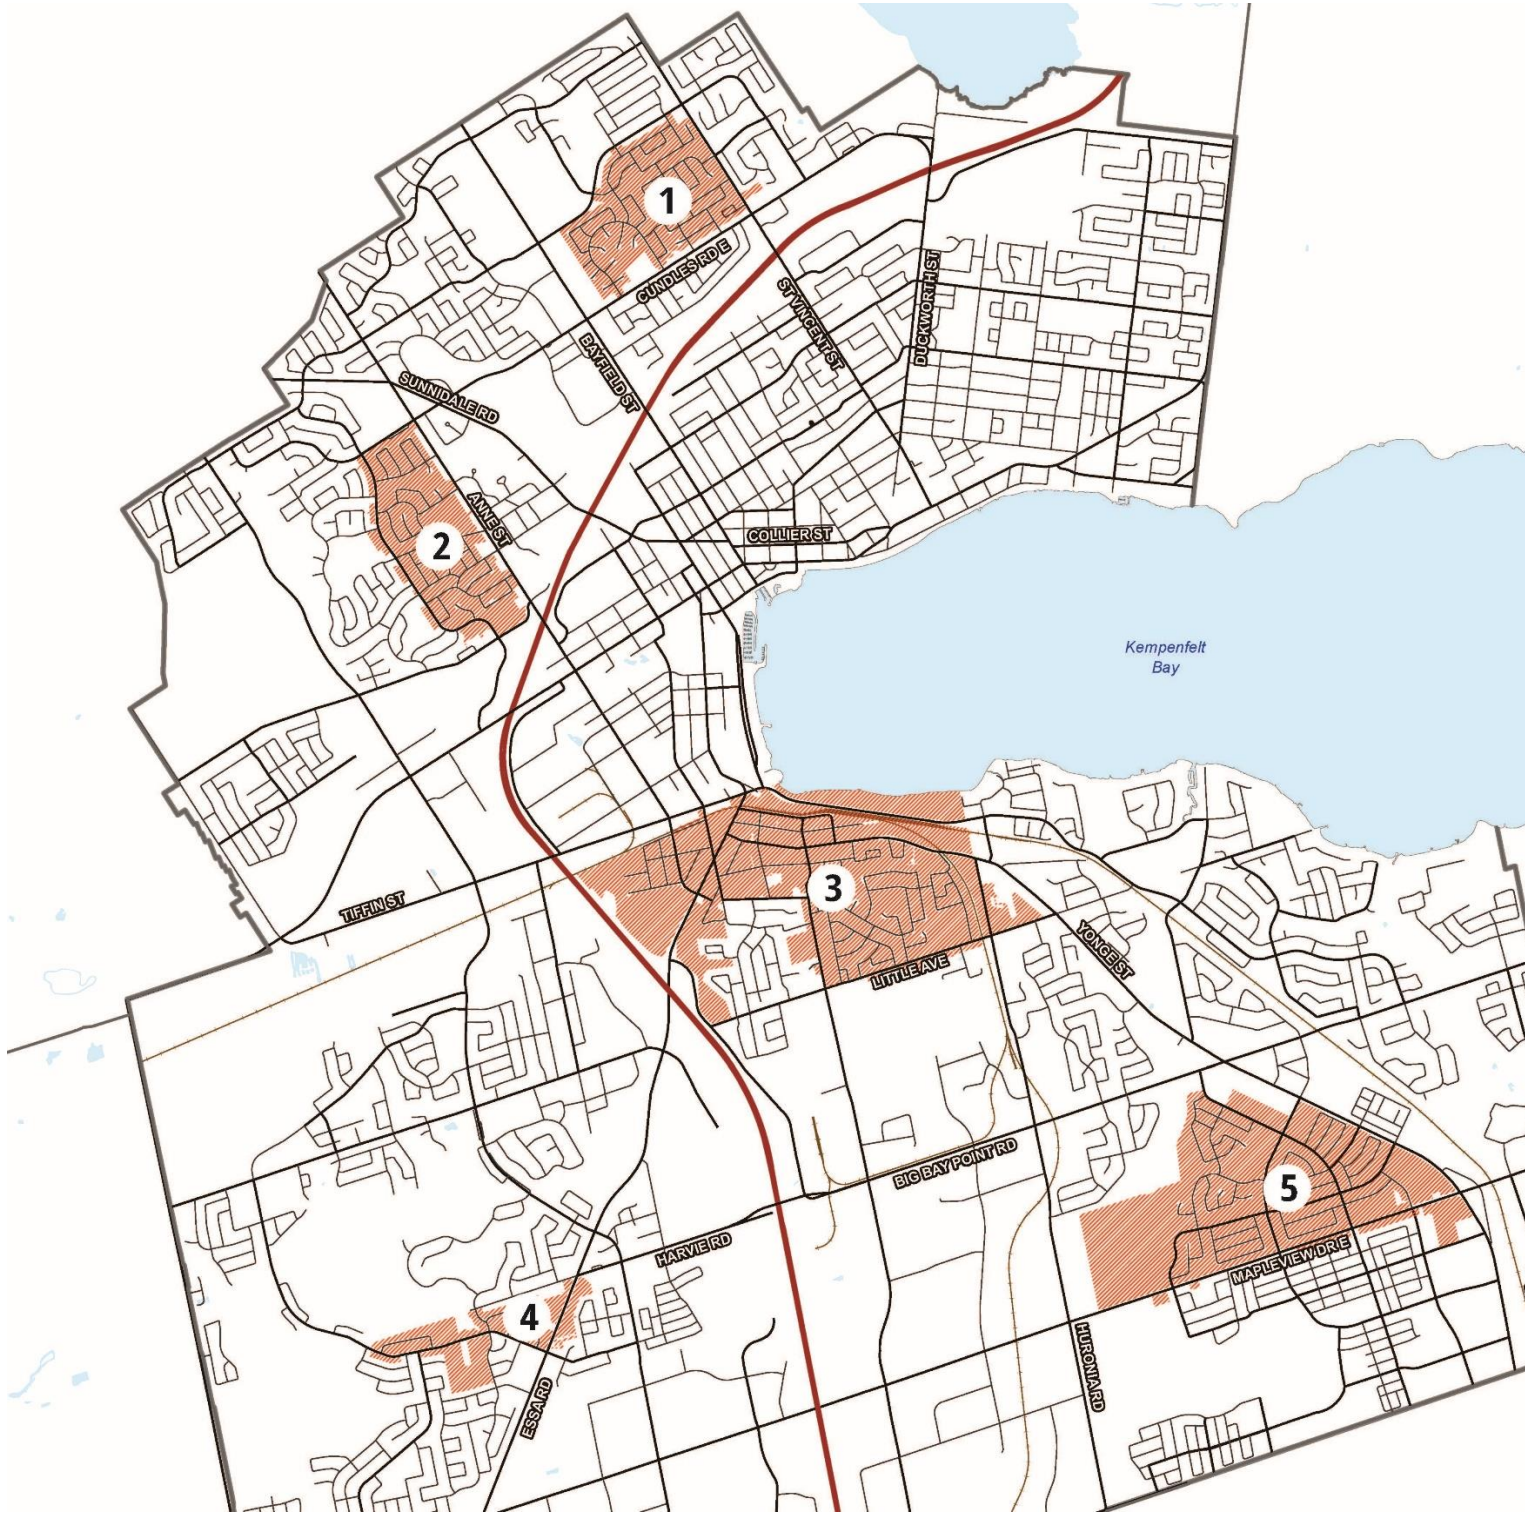 1
CUNDLES RD E
ST VINCENT ST
DUCKWORTH ST
BAYFIELD ST
SUNNIDALE RD
ANNE ST
2
COLLIER ST
Kempenfelt
Bay
3
TIFFIN ST
YONGE ST
LITTLE AVE
BIG BAY POINT RD
5
HARVIE RD
MAPLEVIEW DR E
4
HURONIA RD
ESSA RD